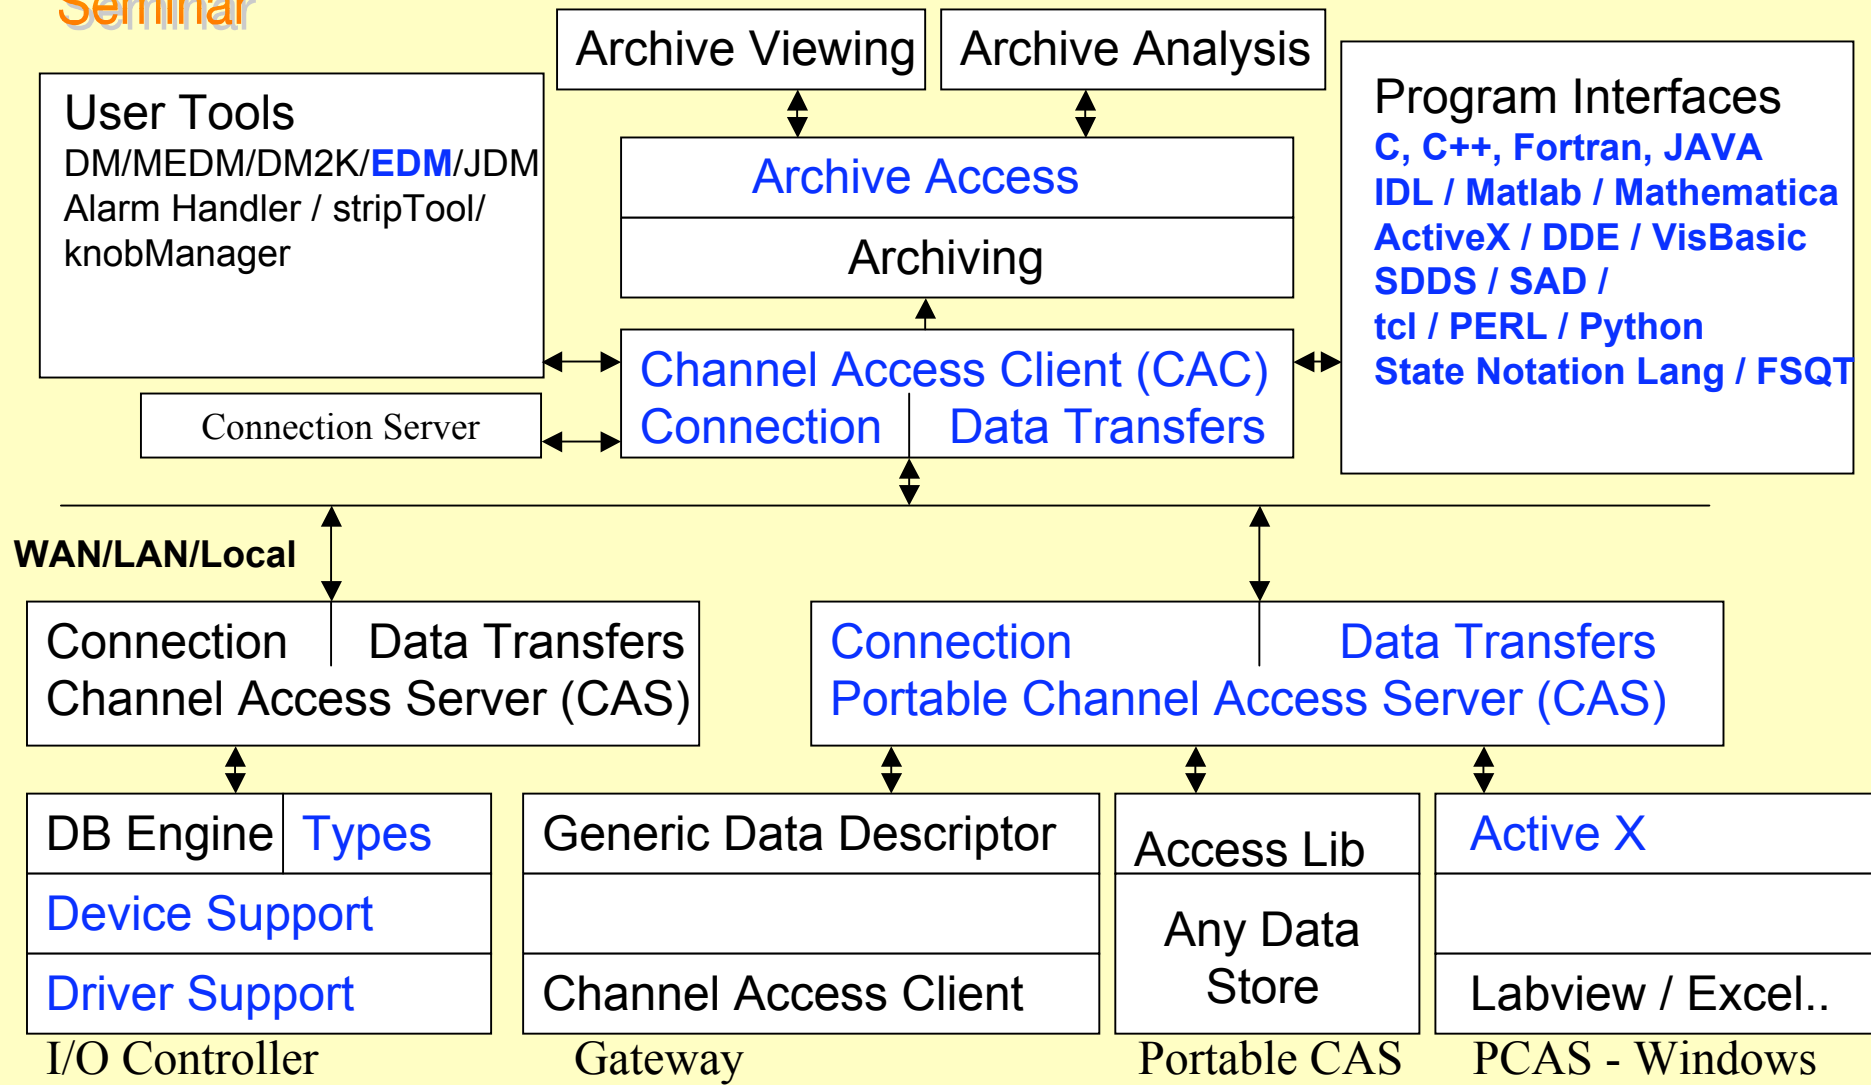 Seminar
Archive Viewing
Archive Analysis
User Tools
DM/MEDM/DM2K/EDM/JDM
Alarm Handler / stripTool/
knobManager
Archive Access
Archiving
Program Interfaces
C, C++, Fortran, JAVA
IDL / Matlab / Mathematica
ActiveX / DDE / VisBasic
SDDS / SAD /
tcl / PERL / Python
State Notation Lang / FSQT
Channel Access Client (CAC)
Connection Data Transfers
Connection Server
WAN/LAN/Local
Connection Data Transfers
Channel Access Server (CAS)
Connection Data Transfers
Portable Channel Access Server (CAS)
DB Engine Types
Device Support
Driver Support
I/O Controller
Generic Data Descriptor
Channel Access Client
Gateway
Access Lib
Any Data
Store
Portable CAS
Active X
Labview / Excel..
PCAS - Windows